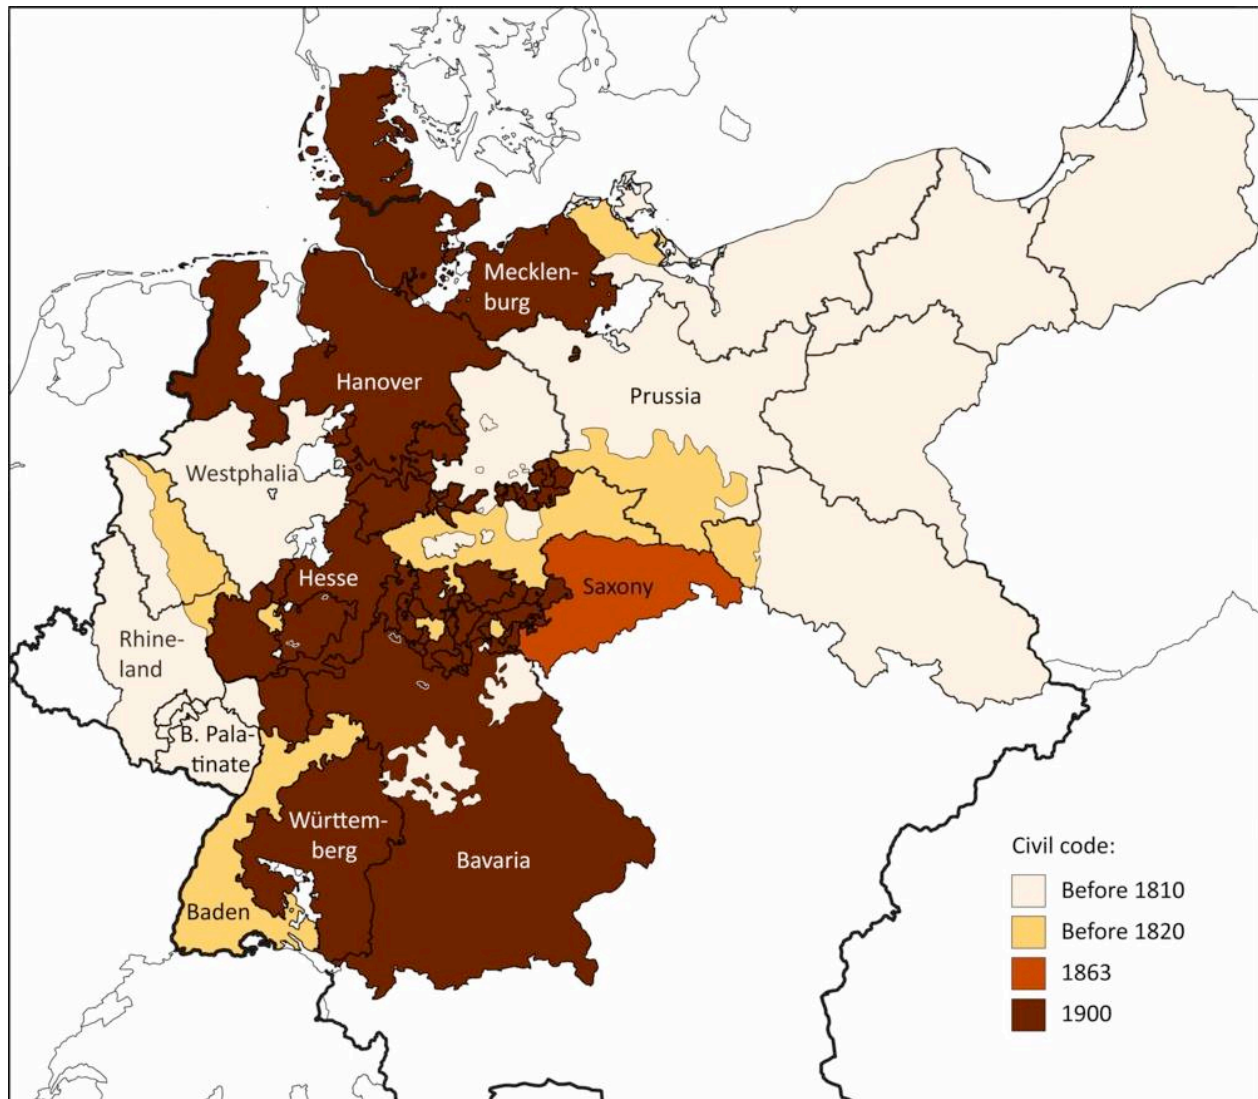 Mecklen-
burg
Hanover
Prussia
Westphalia
Hesse
Saxony
Rhine-
land
B. Pala-
tinate
Württem-
berg
Bavaria
Baden
Civil code:
Before 1810
Before 1820
1863
1900